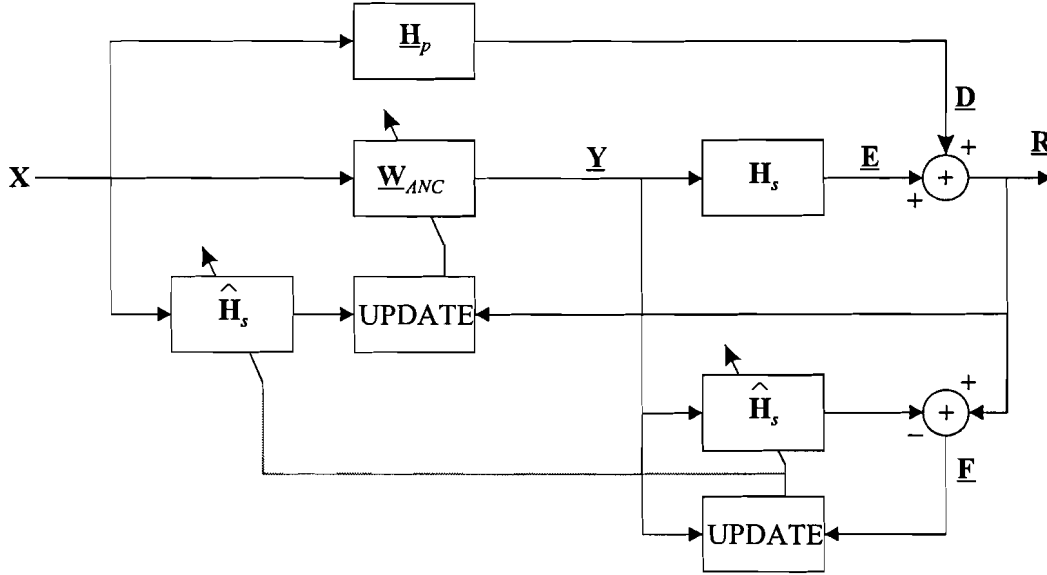 H_p
D
+
R
X
W_ANC
Y
H_s
E
+
+
Ĥ_s
UPDATE
+
Ĥ_s
+
−
F
UPDATE